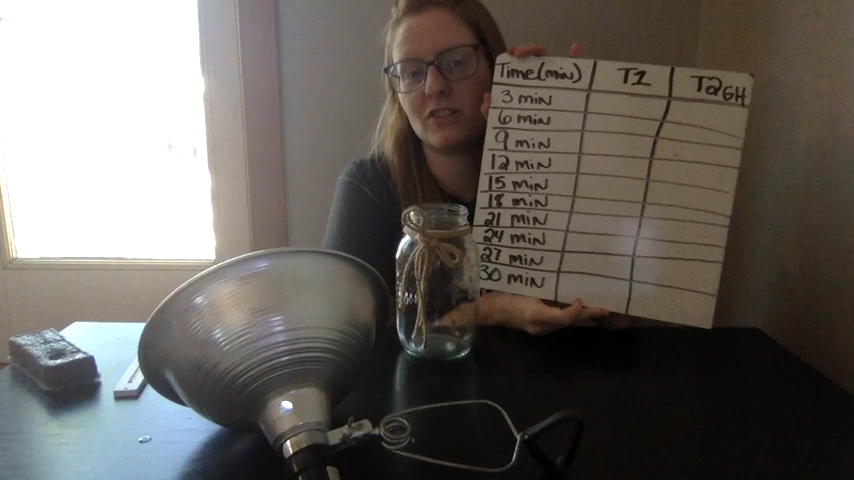 Time(min) T1 T2GH
3 min
6 min
9 min
12 min
15 min
18 min
21 min
24 min
27 min
30 min